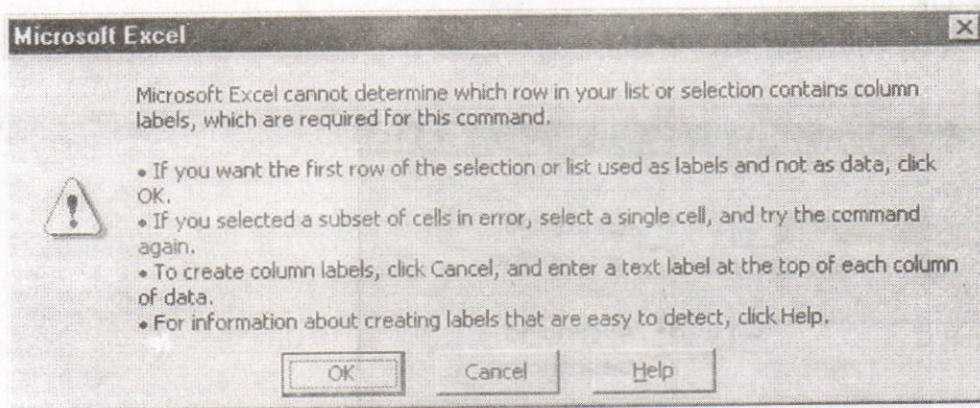 Microsoft Excel
Microsoft Excel cannot determine which row in your list or selection contains column
labels, which are required for this command.
• If you want the first row of the selection or list used as labels and not as data, click
OK.
• If you selected a subset of cells in error, select a single cell, and try the command
again.
• To create column labels, click Cancel, and enter a text label at the top of each column
of data.
• For information about creating labels that are easy to detect, click Help.
OK Cancel Help